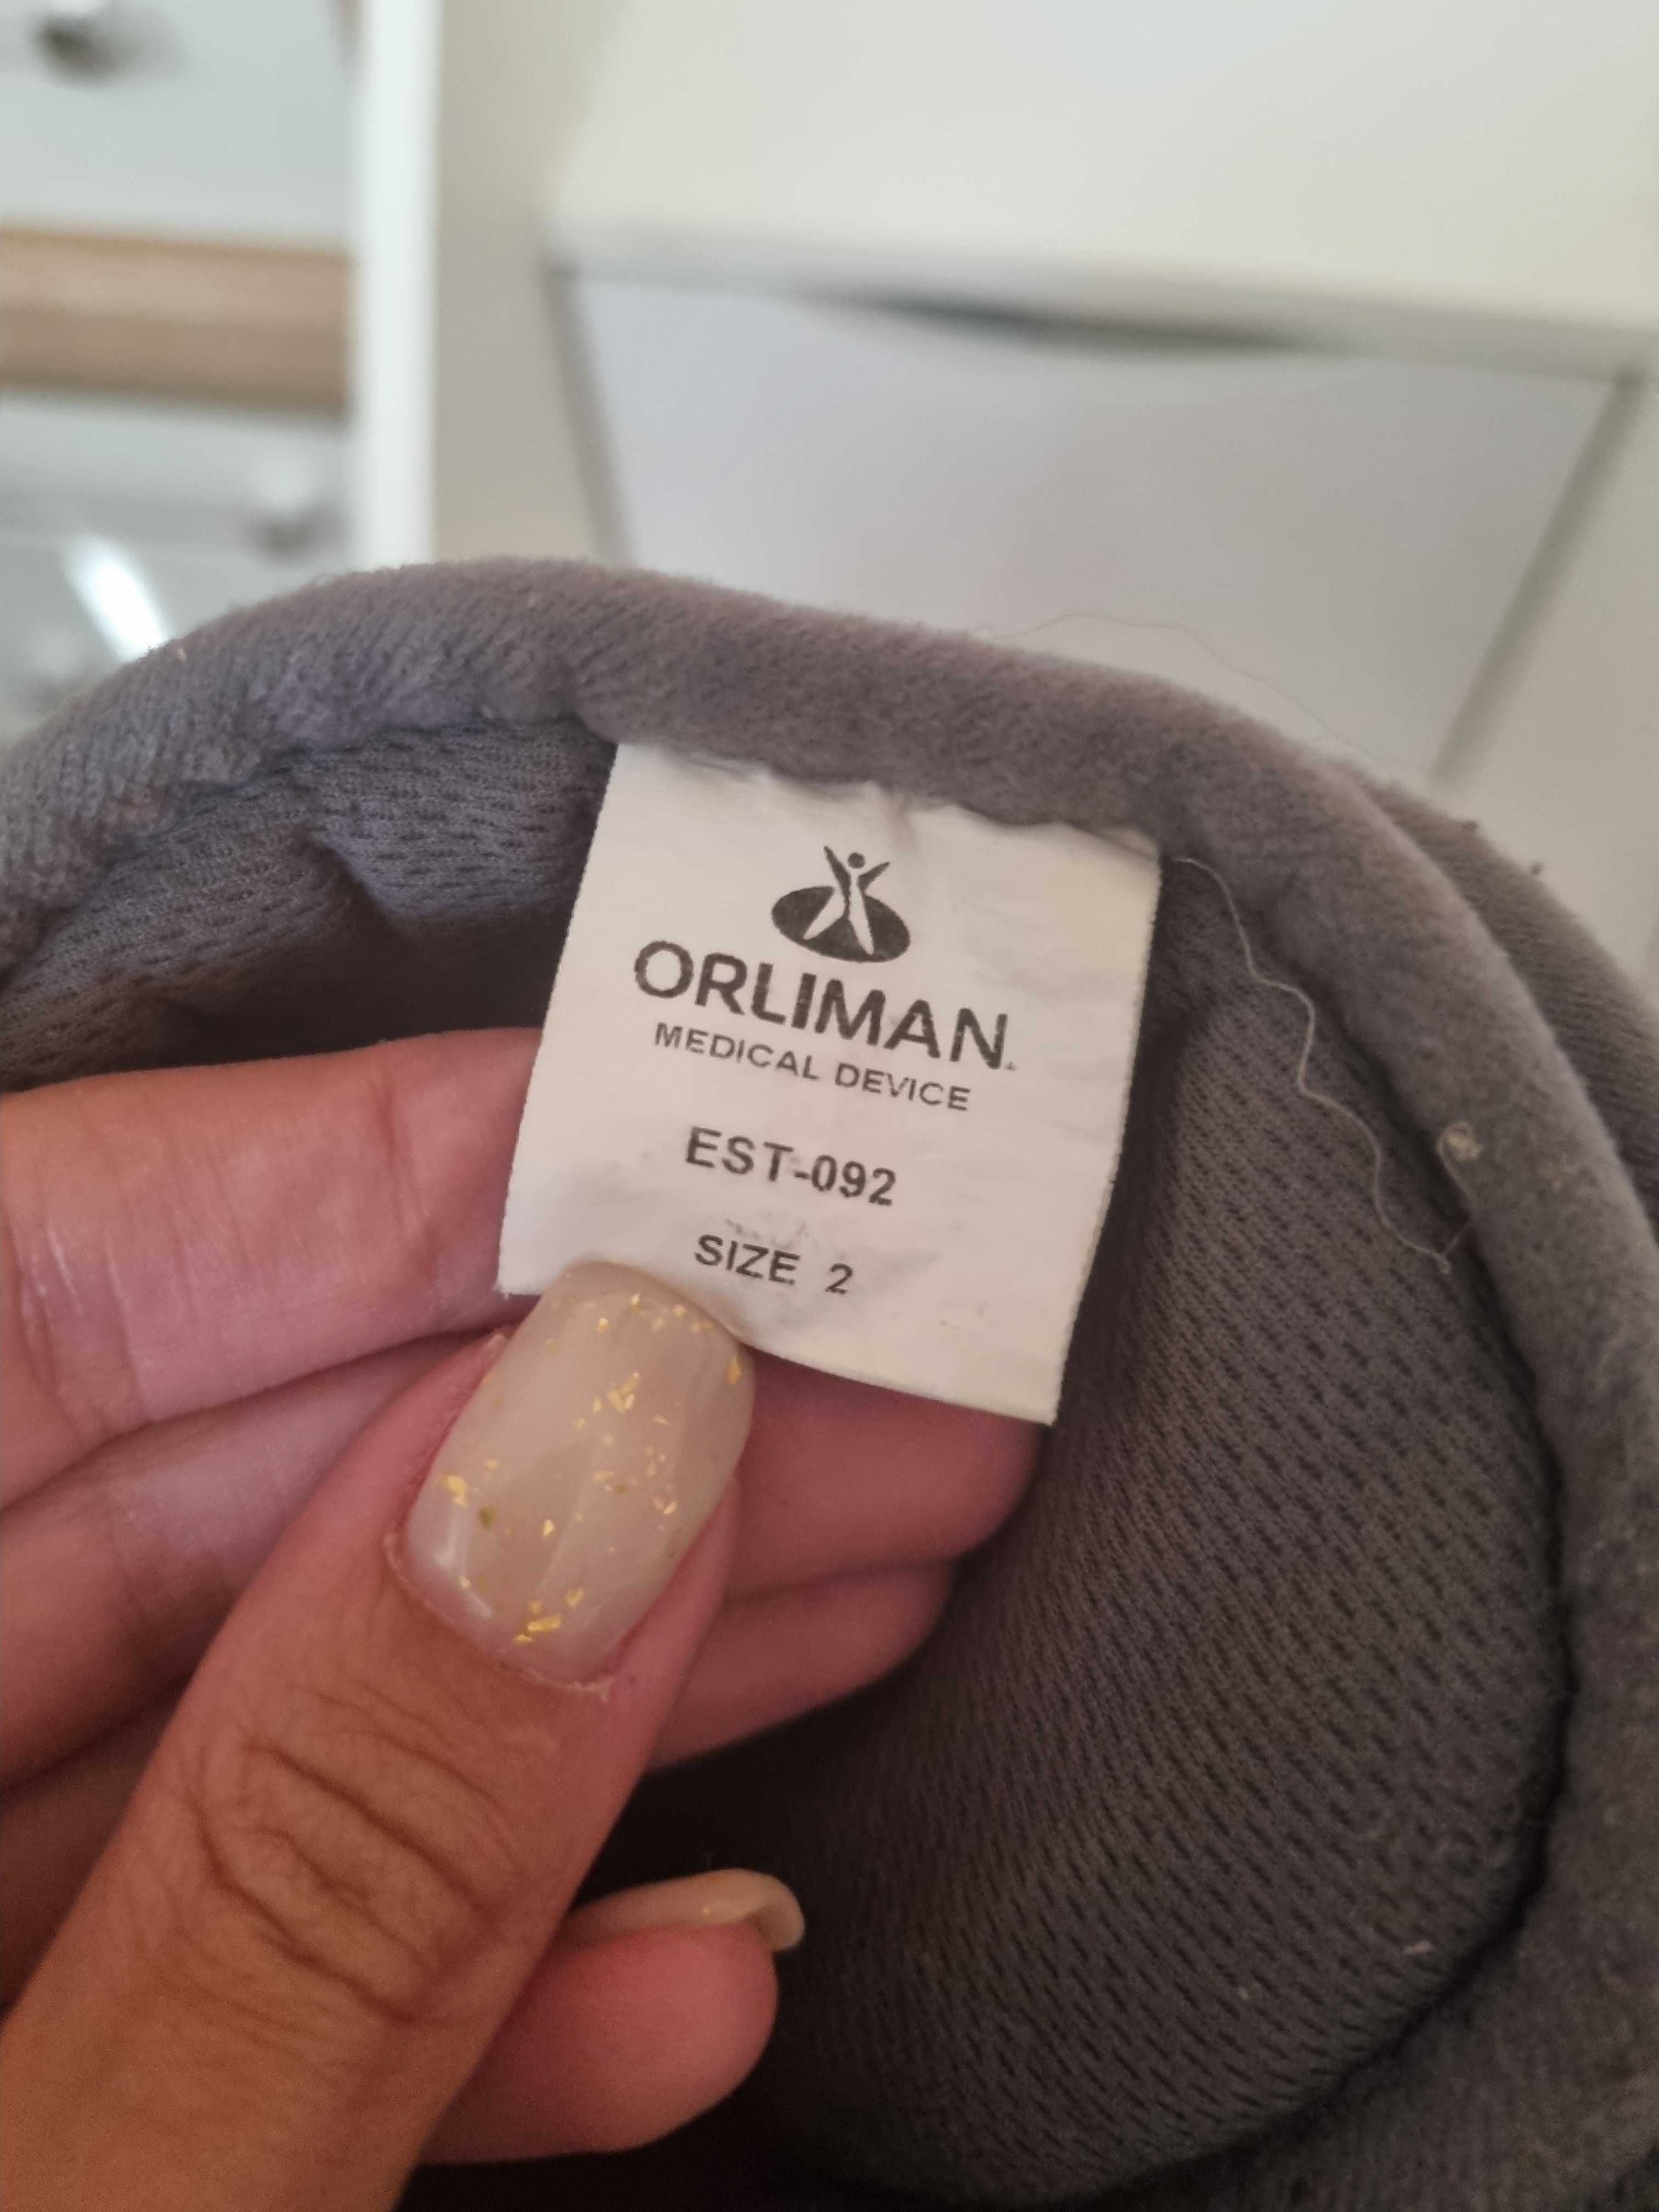 ORLIMAN
MEDICAL DEVICE
EST-092
SIZE 2